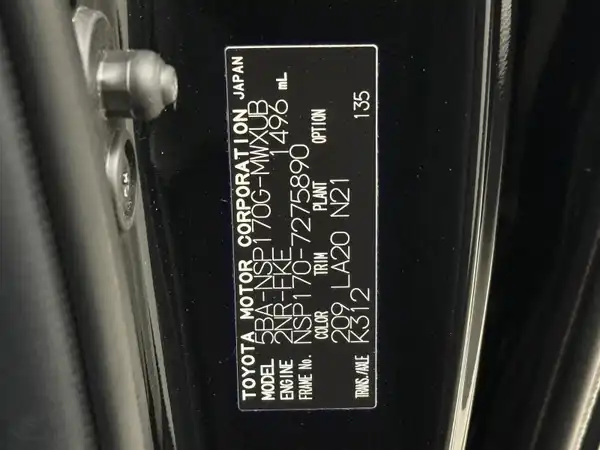 TOYOTA MOTOR CORPORATION JAPAN
MODEL 5BA-NSP170G-MWXUB
ENGINE 2NR-FKE 1496 mL
FRAME No. NSP170-7275890
COLOR TRIM PLANT OPTION
209 LA20 N21 135
TRANS./AXLE K312